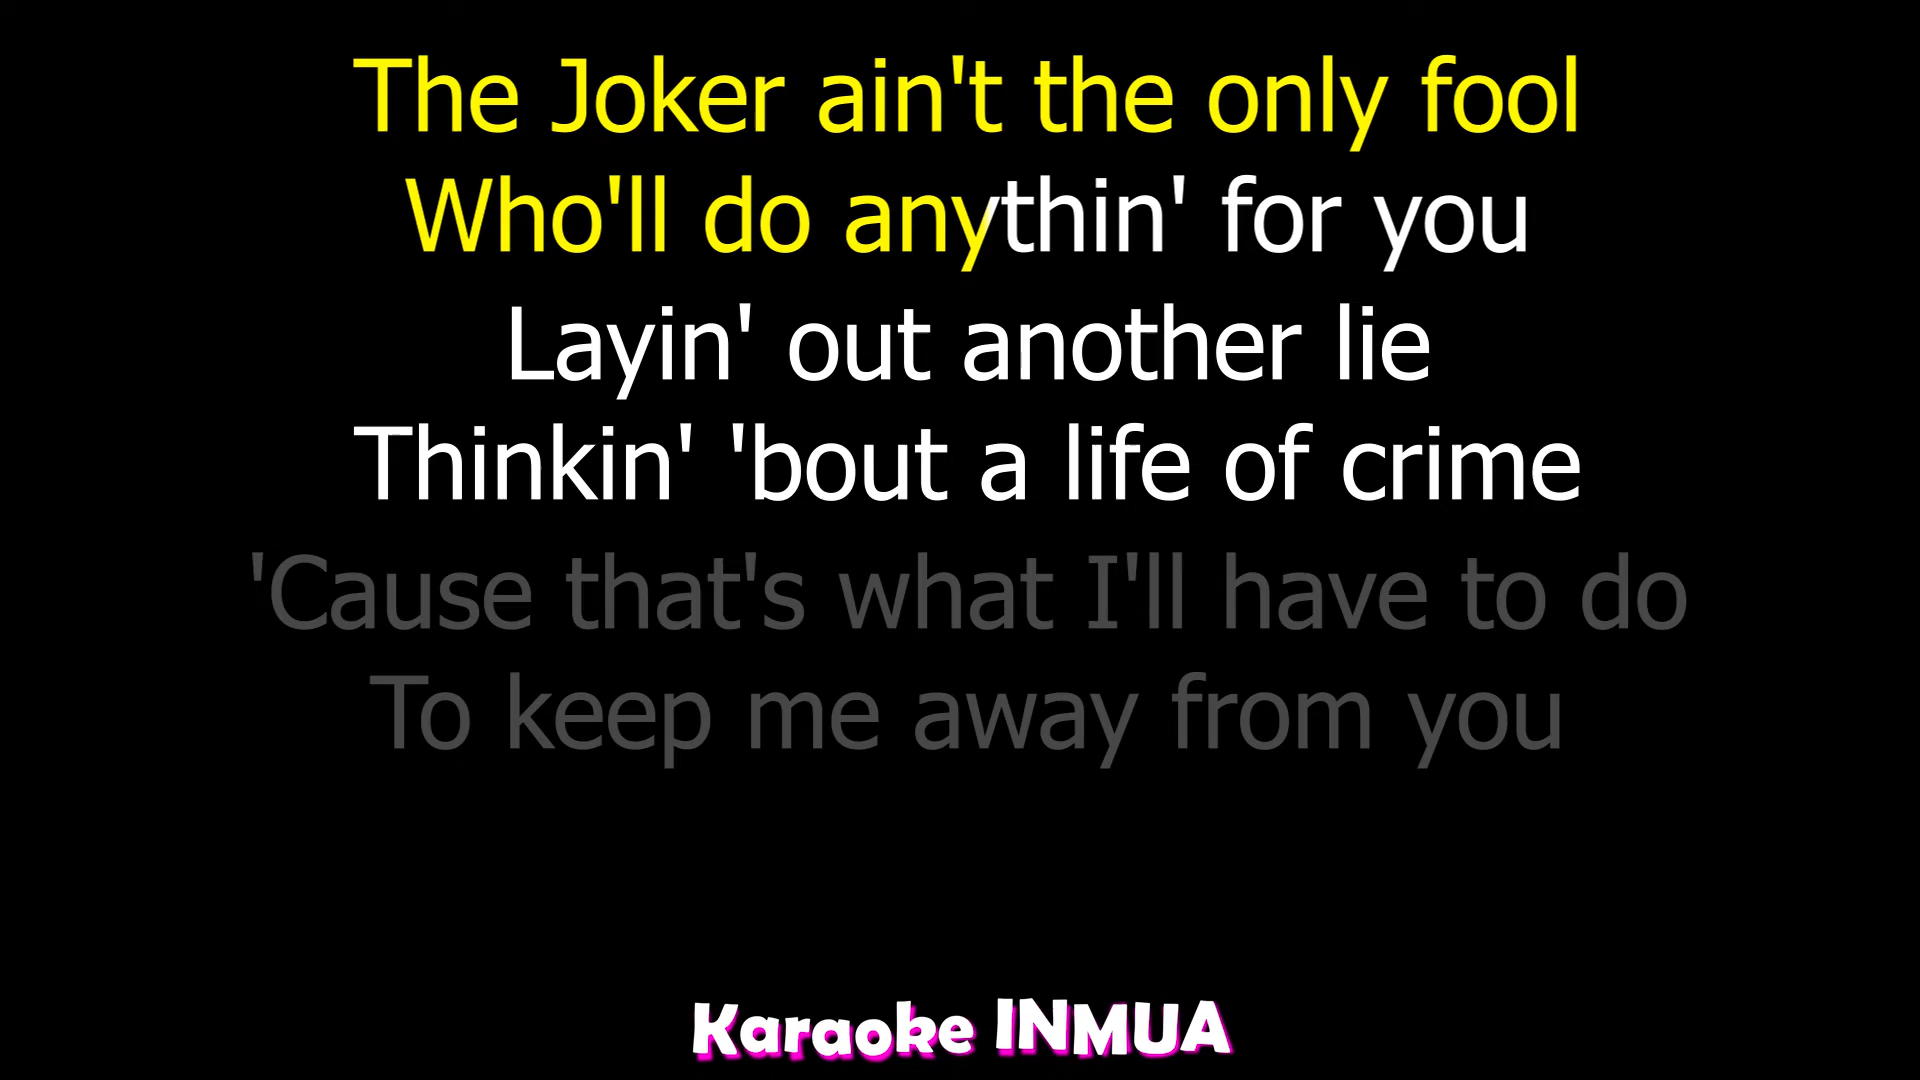 The Joker ain't the only fool
Who'll do anythin' for you
Layin' out another lie
Thinkin' 'bout a life of crime
'Cause that's what I'll have to do
To keep me away from you
Karaoke INMUA